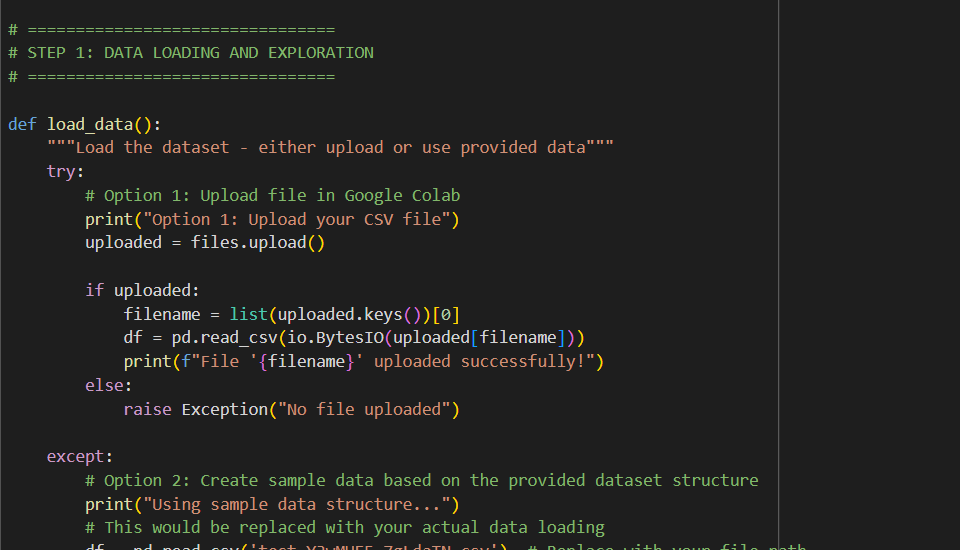 # ================================
# STEP 1: DATA LOADING AND EXPLORATION
# ================================
def load_data():
"""Load the dataset - either upload or use provided data"""
try:
# Option 1: Upload file in Google Colab
print("Option 1: Upload your CSV file")
uploaded = files.upload()
if uploaded:
filename = list(uploaded.keys())[0]
df = pd.read_csv(io.BytesIO(uploaded[filename]))
print(f"File '{filename}' uploaded successfully!")
else:
raise Exception("No file uploaded")
except:
# Option 2: Create sample data based on the provided dataset structure
print("Using sample data structure...")
# This would be replaced with your actual data loading
df = pd.read_csv( # Replace with your file path